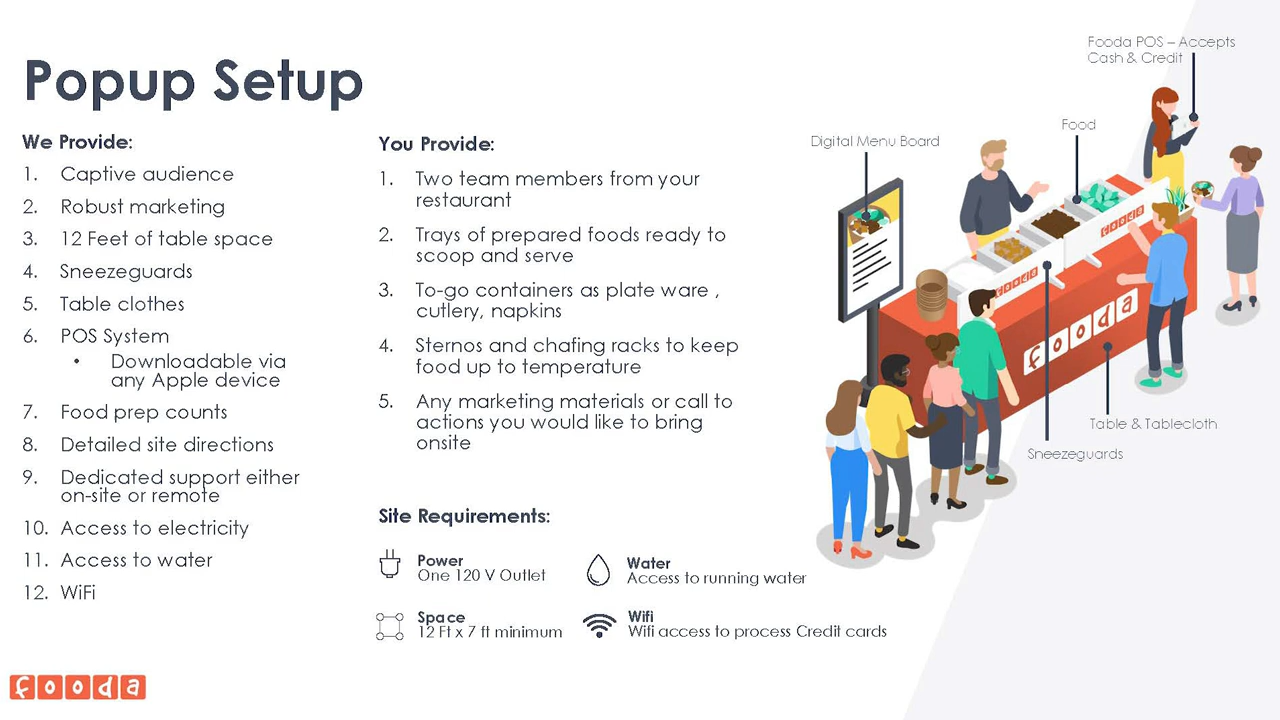 Popup Setup
We Provide:
1. Captive audience
2. Robust marketing
3. 12 Feet of table space
4. Sneezeguards
5. Table clothes
6. POS System
• Downloadable via
any Apple device
7. Food prep counts
8. Detailed site directions
9. Dedicated support either
on-site or remote
10. Access to electricity
11. Access to water
12. WiFi
You Provide:
1. Two team members from your
restaurant
2. Trays of prepared foods ready to
scoop and serve
3. To-go containers as plate ware ,
cutlery, napkins
4. Sternos and chafing racks to keep
food up to temperature
5. Any marketing materials or call to
actions you would like to bring
onsite
Site Requirements:
Power
One 120 V Outlet
Water
Access to running water
Space
12 Ft x 7 ft minimum
Wifi
Wifi access to process Credit cards
Fooda POS – Accepts
Cash & Credit
Food
Digital Menu Board
fooda
fooda
fooda
Table & Tablecloth
Sneezeguards
fooda